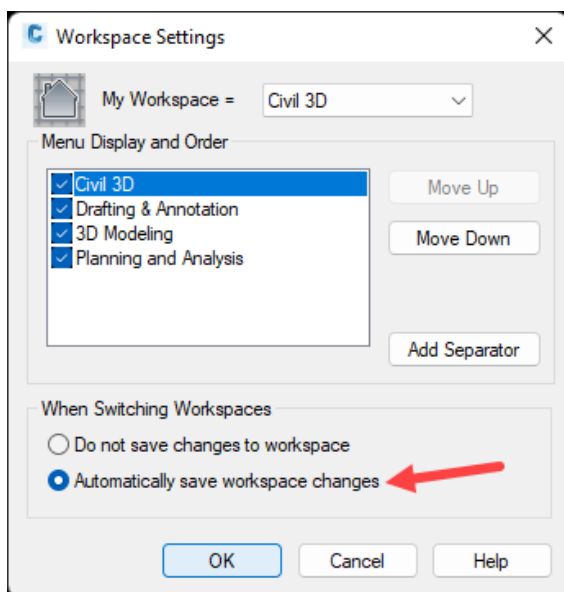 Workspace Settings
My Workspace = Civil 3D
Menu Display and Order
Civil 3D
Drafting & Annotation
3D Modeling
Planning and Analysis
Move Up
Move Down
Add Separator
When Switching Workspaces
Do not save changes to workspace
Automatically save workspace changes
OK Cancel Help